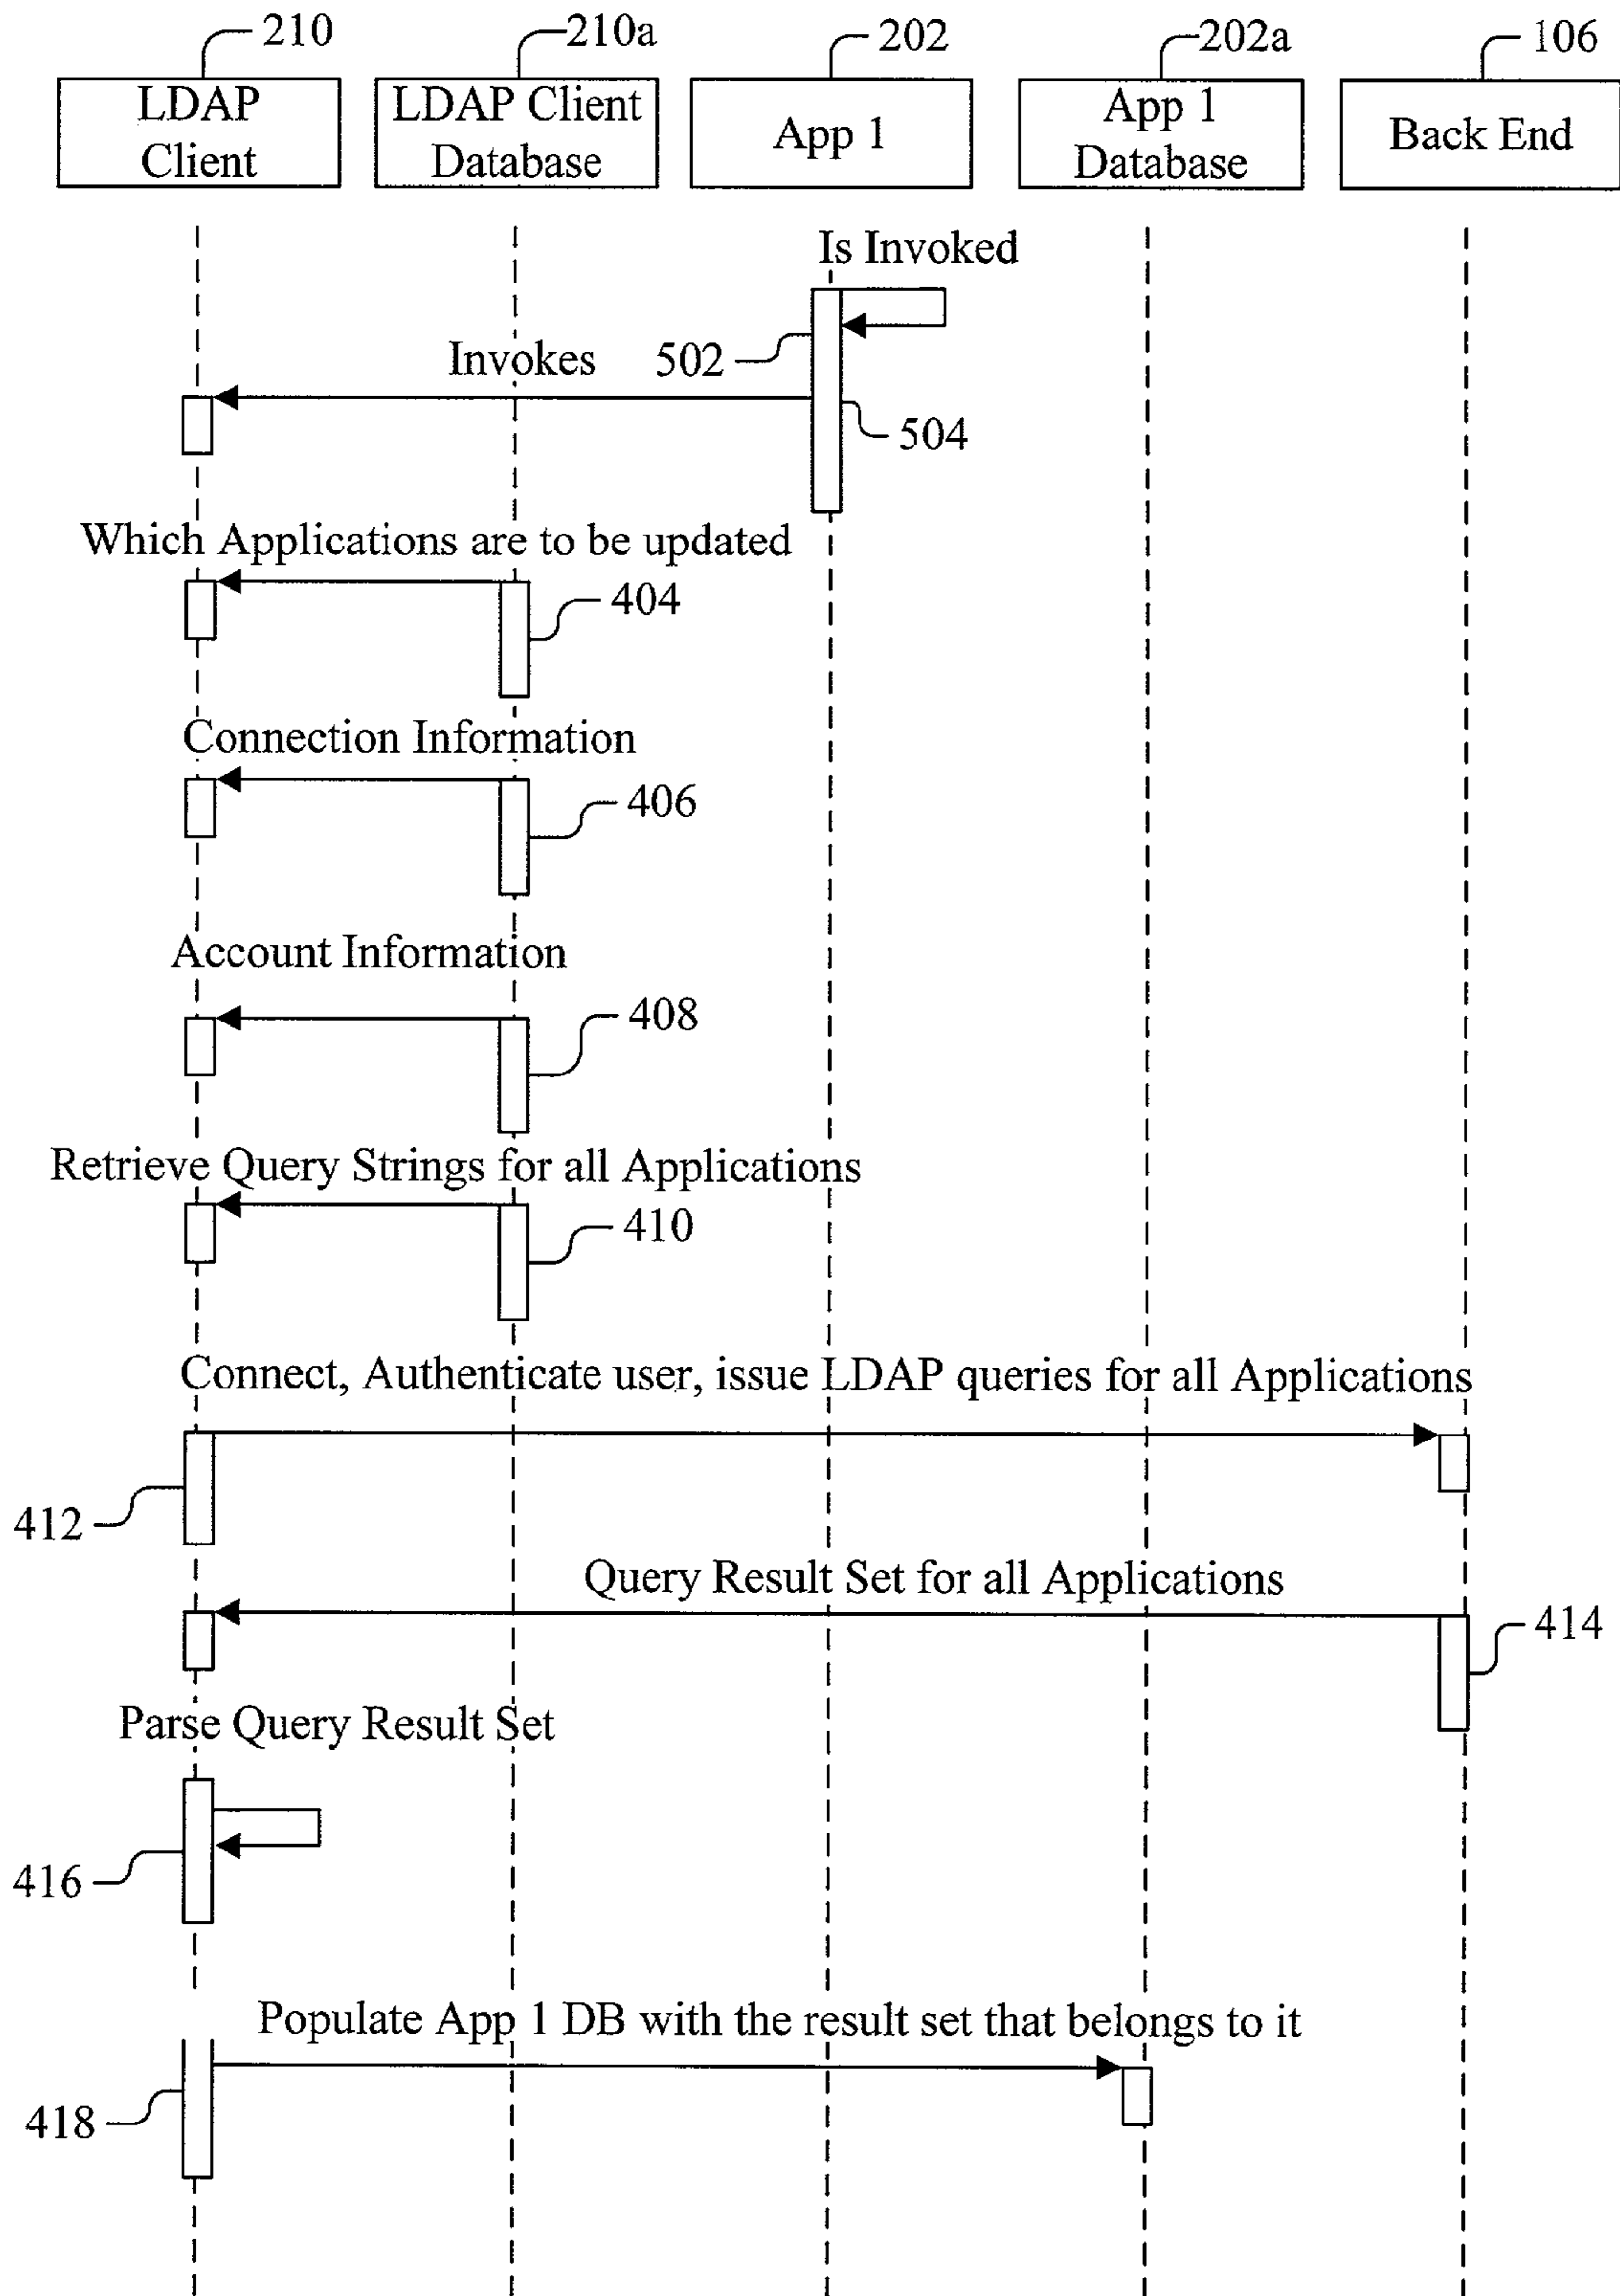 210
210a
202
202a
106
LDAP
Client
LDAP Client
Database
App 1
App 1
Database
Back End
Is Invoked
Invokes
502
504
Which Applications are to be updated
404
Connection Information
406
Account Information
408
Retrieve Query Strings for all Applications
410
Connect, Authenticate user, issue LDAP queries for all Applications
412
Query Result Set for all Applications
414
Parse Query Result Set
416
Populate App 1 DB with the result set that belongs to it
418